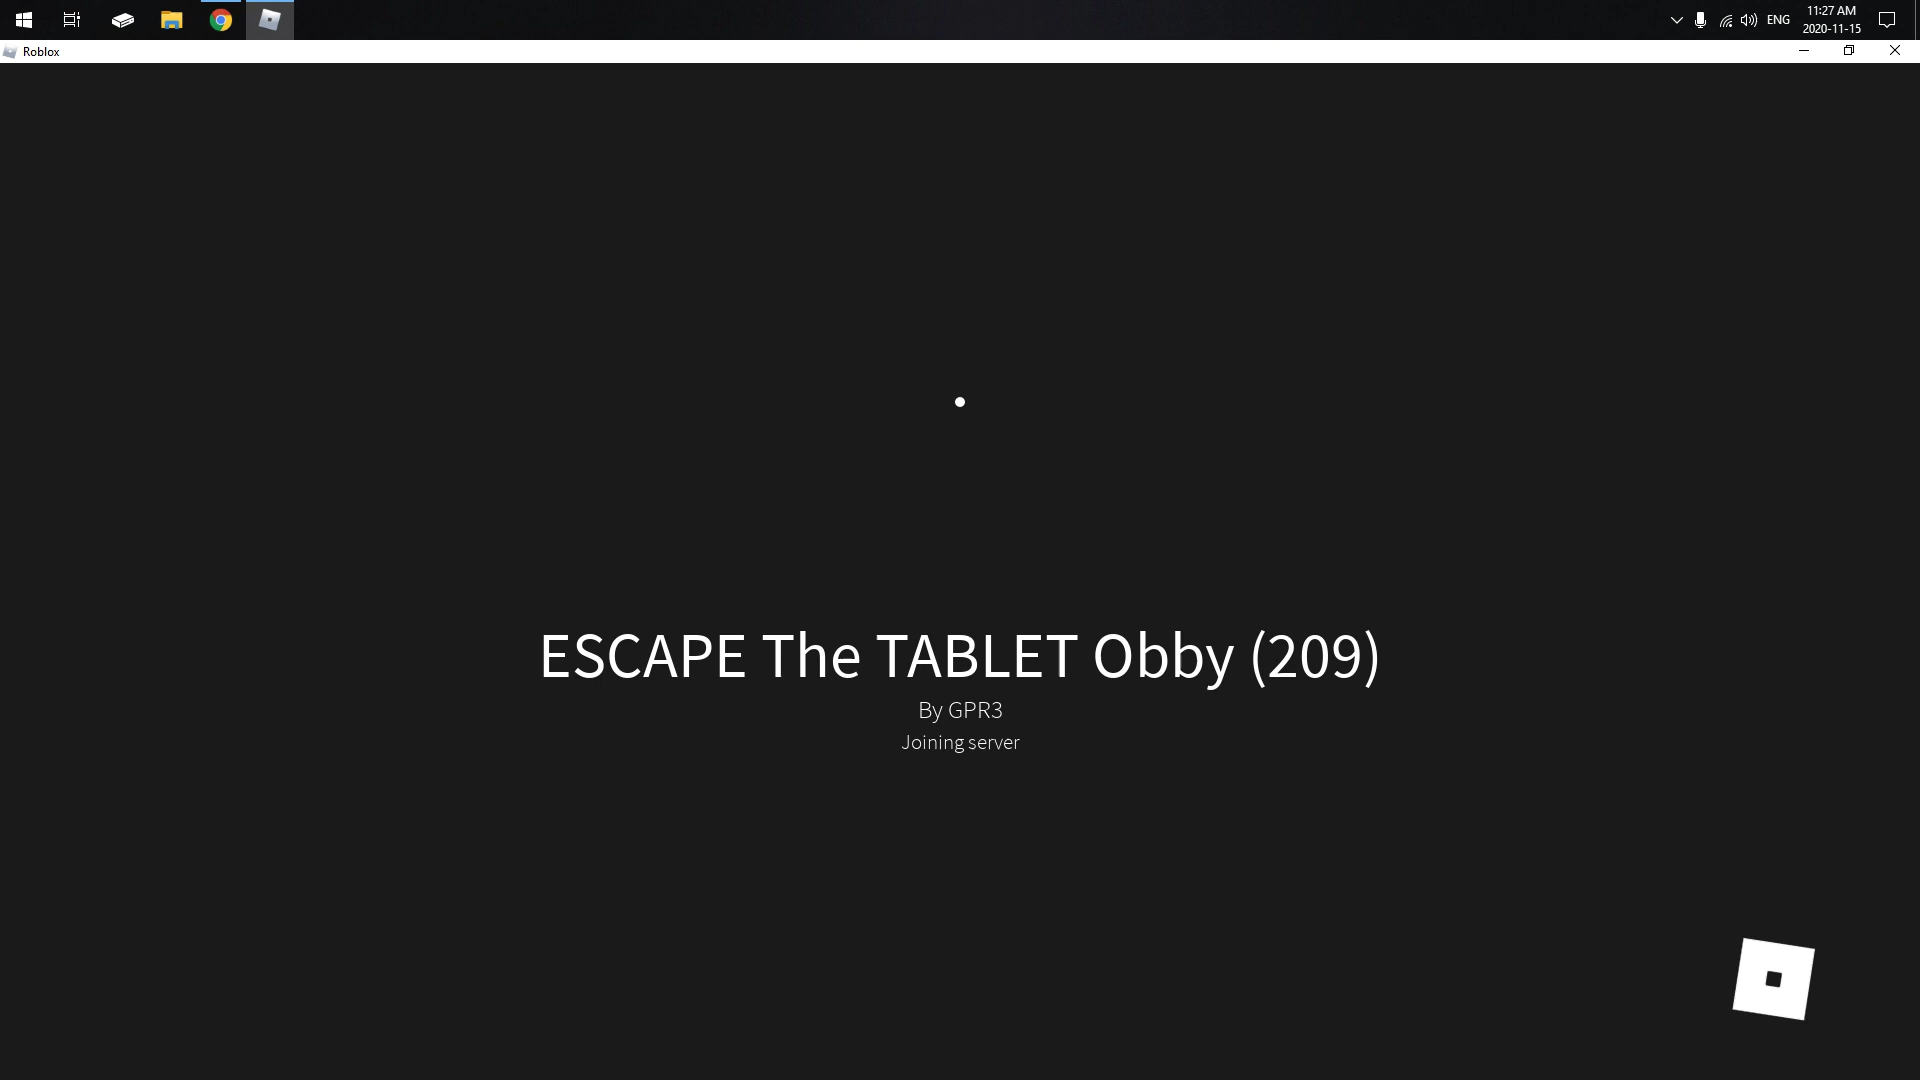 ENG
11:27 AM
2020-11-15
Roblox
ESCAPE The TABLET Obby (209)
By GPR3
Joining server